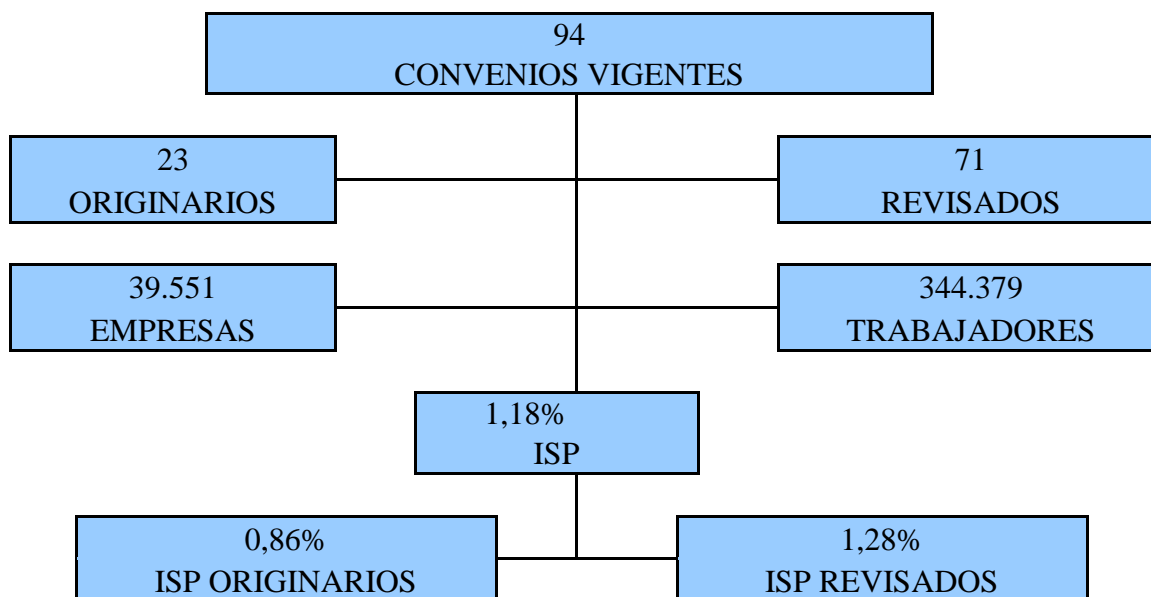 94
CONVENIOS VIGENTES
23
ORIGINARIOS
71
REVISADOS
39.551
EMPRESAS
344.379
TRABAJADORES
1,18%
ISP
0,86%
ISP ORIGINARIOS
1,28%
ISP REVISADOS